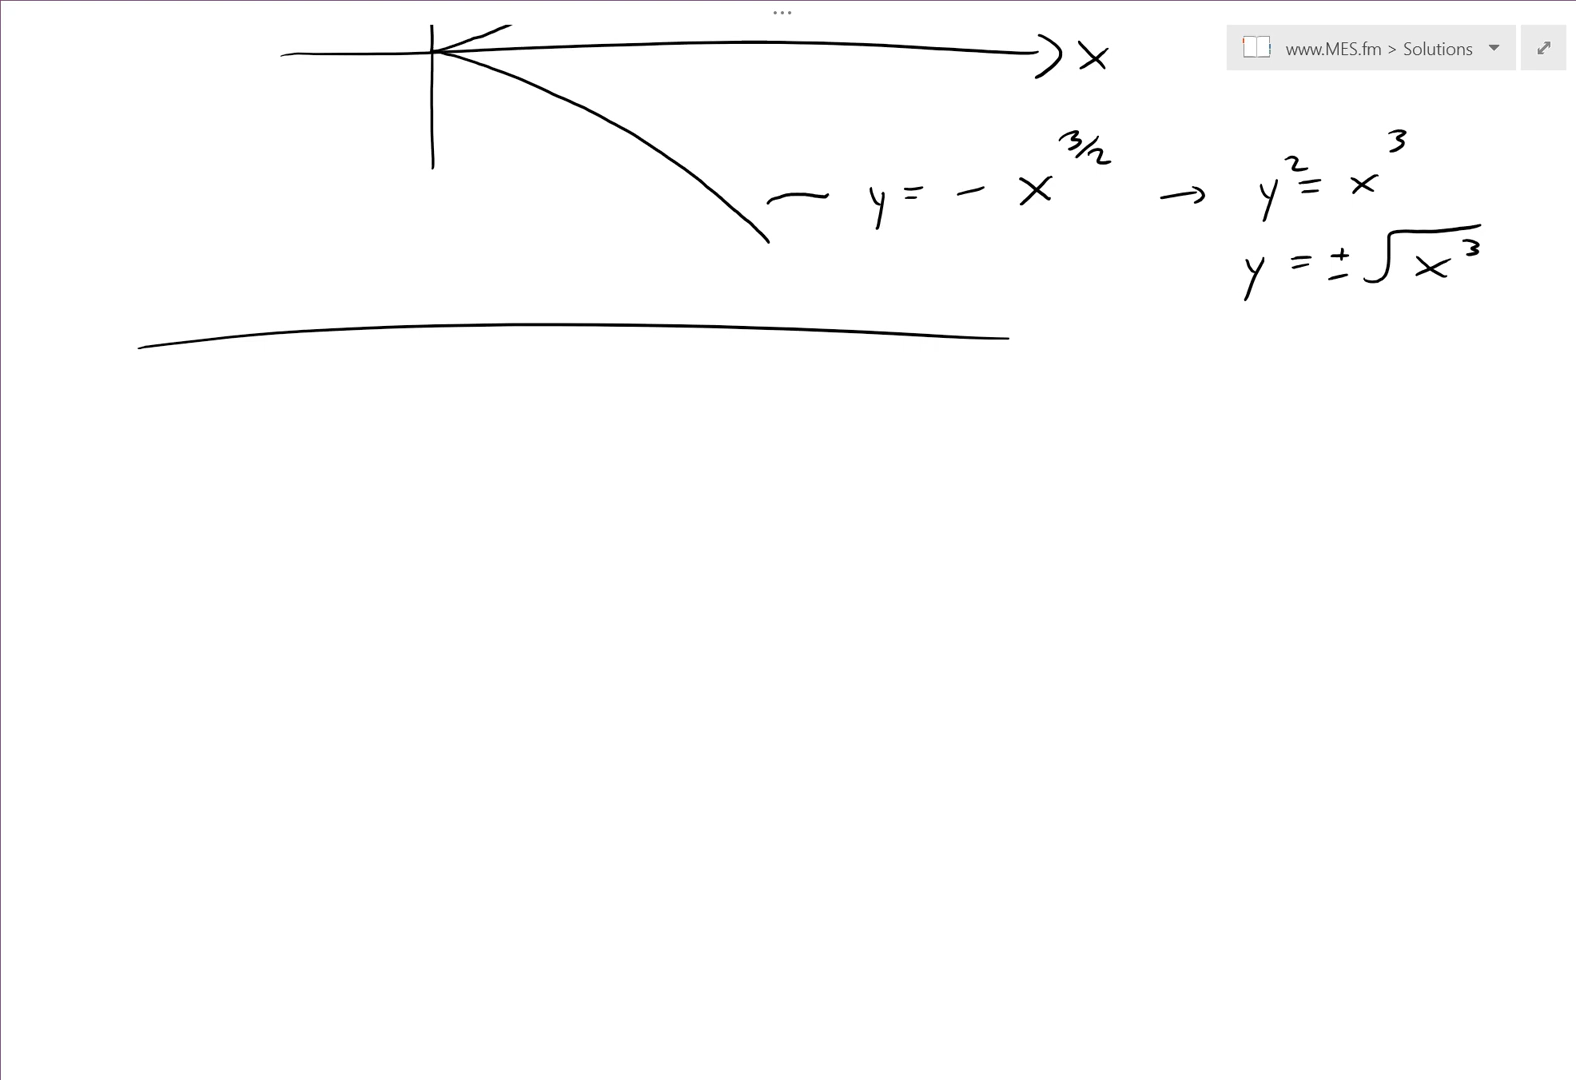 www.MES.fm > Solutions
x
y = - x^{3/2} → y^2 = x^3
y = ± √x^3